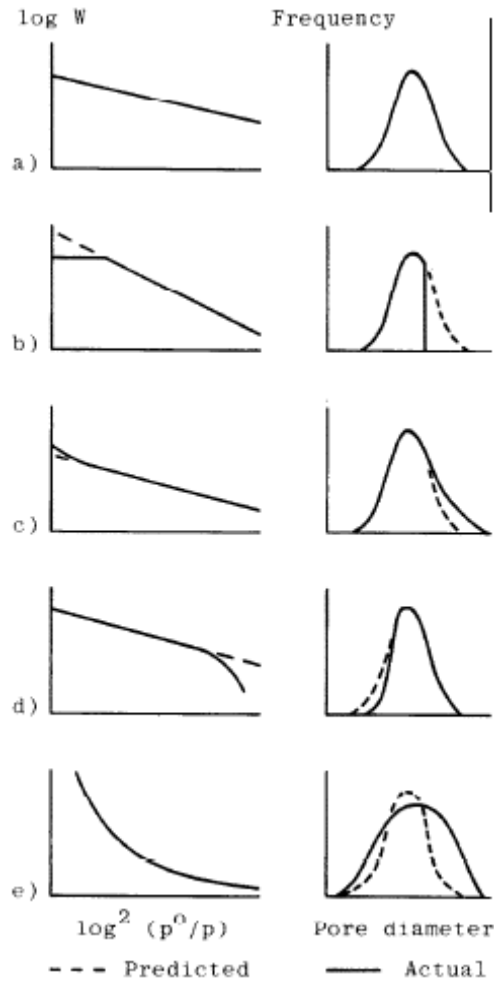 log W Frequency
a)
b)
c)
d)
e)
log² (p°/p) Pore diameter
--- Predicted — Actual